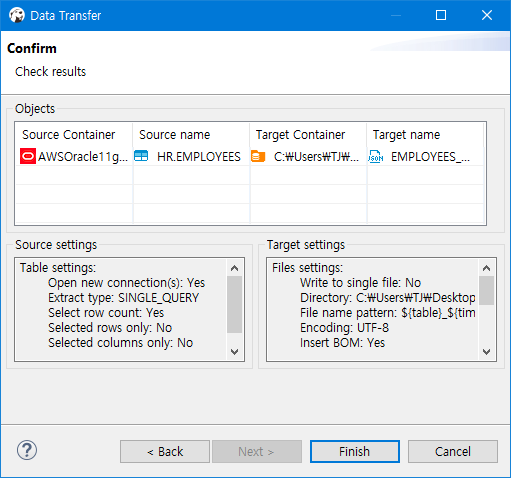 Data Transfer
Confirm
Check results
Objects
Source Container Source name Target Container Target name
AWSOracle11g... HR.EMPLOYEES C:₩Users₩TJ₩... EMPLOYEES_...
Source settings
Table settings:
Open new connection(s): Yes
Extract type: SINGLE_QUERY
Select row count: Yes
Selected rows only: No
Selected columns only: No
Target settings
Files settings:
Write to single file: No
Directory: C:₩Users₩TJ₩Desktop
File name pattern: ${table}_${tim
Encoding: UTF-8
Insert BOM: Yes
< Back Next > Finish Cancel